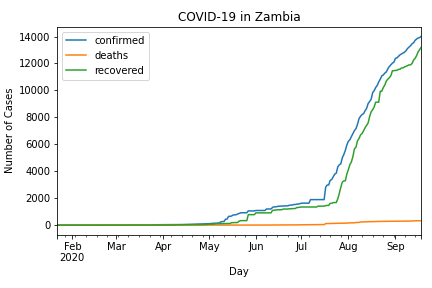 COVID-19 in Zambia
confirmed
deaths
recovered
Number of Cases
14000
12000
10000
8000
6000
4000
2000
0
Feb Mar Apr May Jun Jul Aug Sep
2020
Day